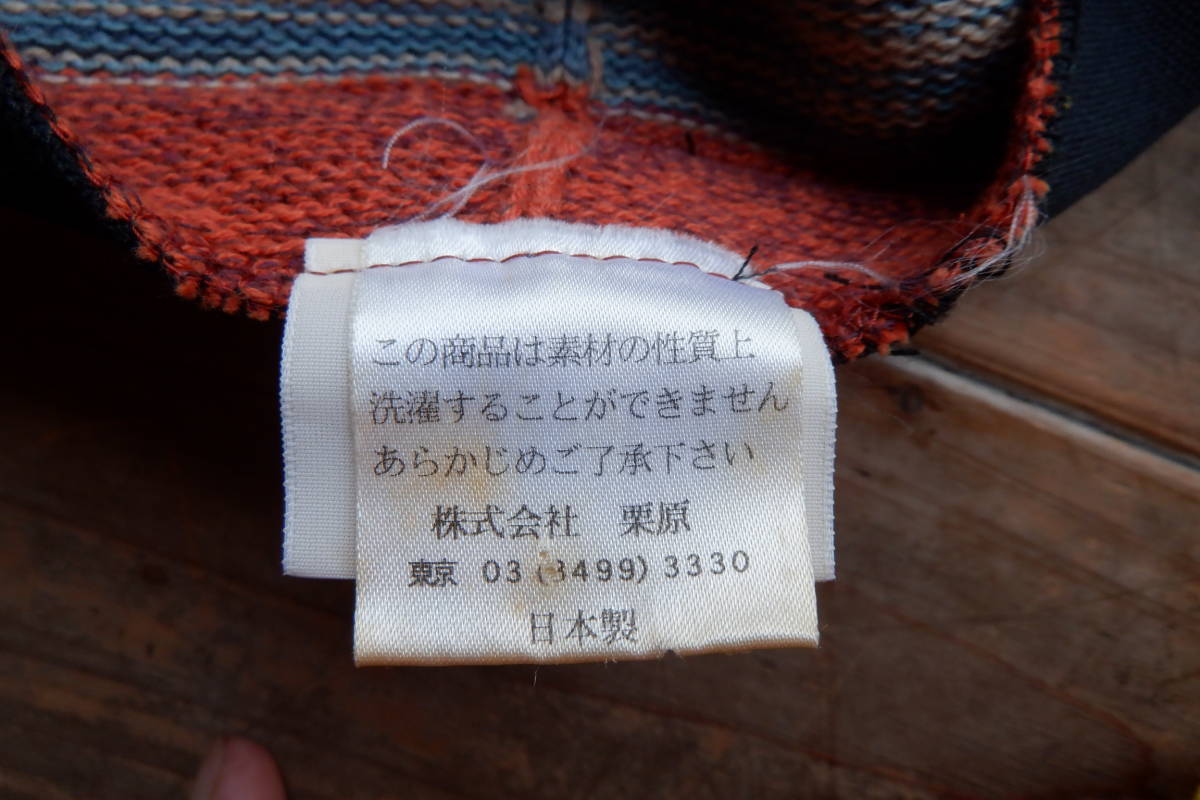 この商品は素材の性質上
洗濯することができません
あらかじめご了承下さい
株式会社 栗原
東京 03(3499)3330
日本製